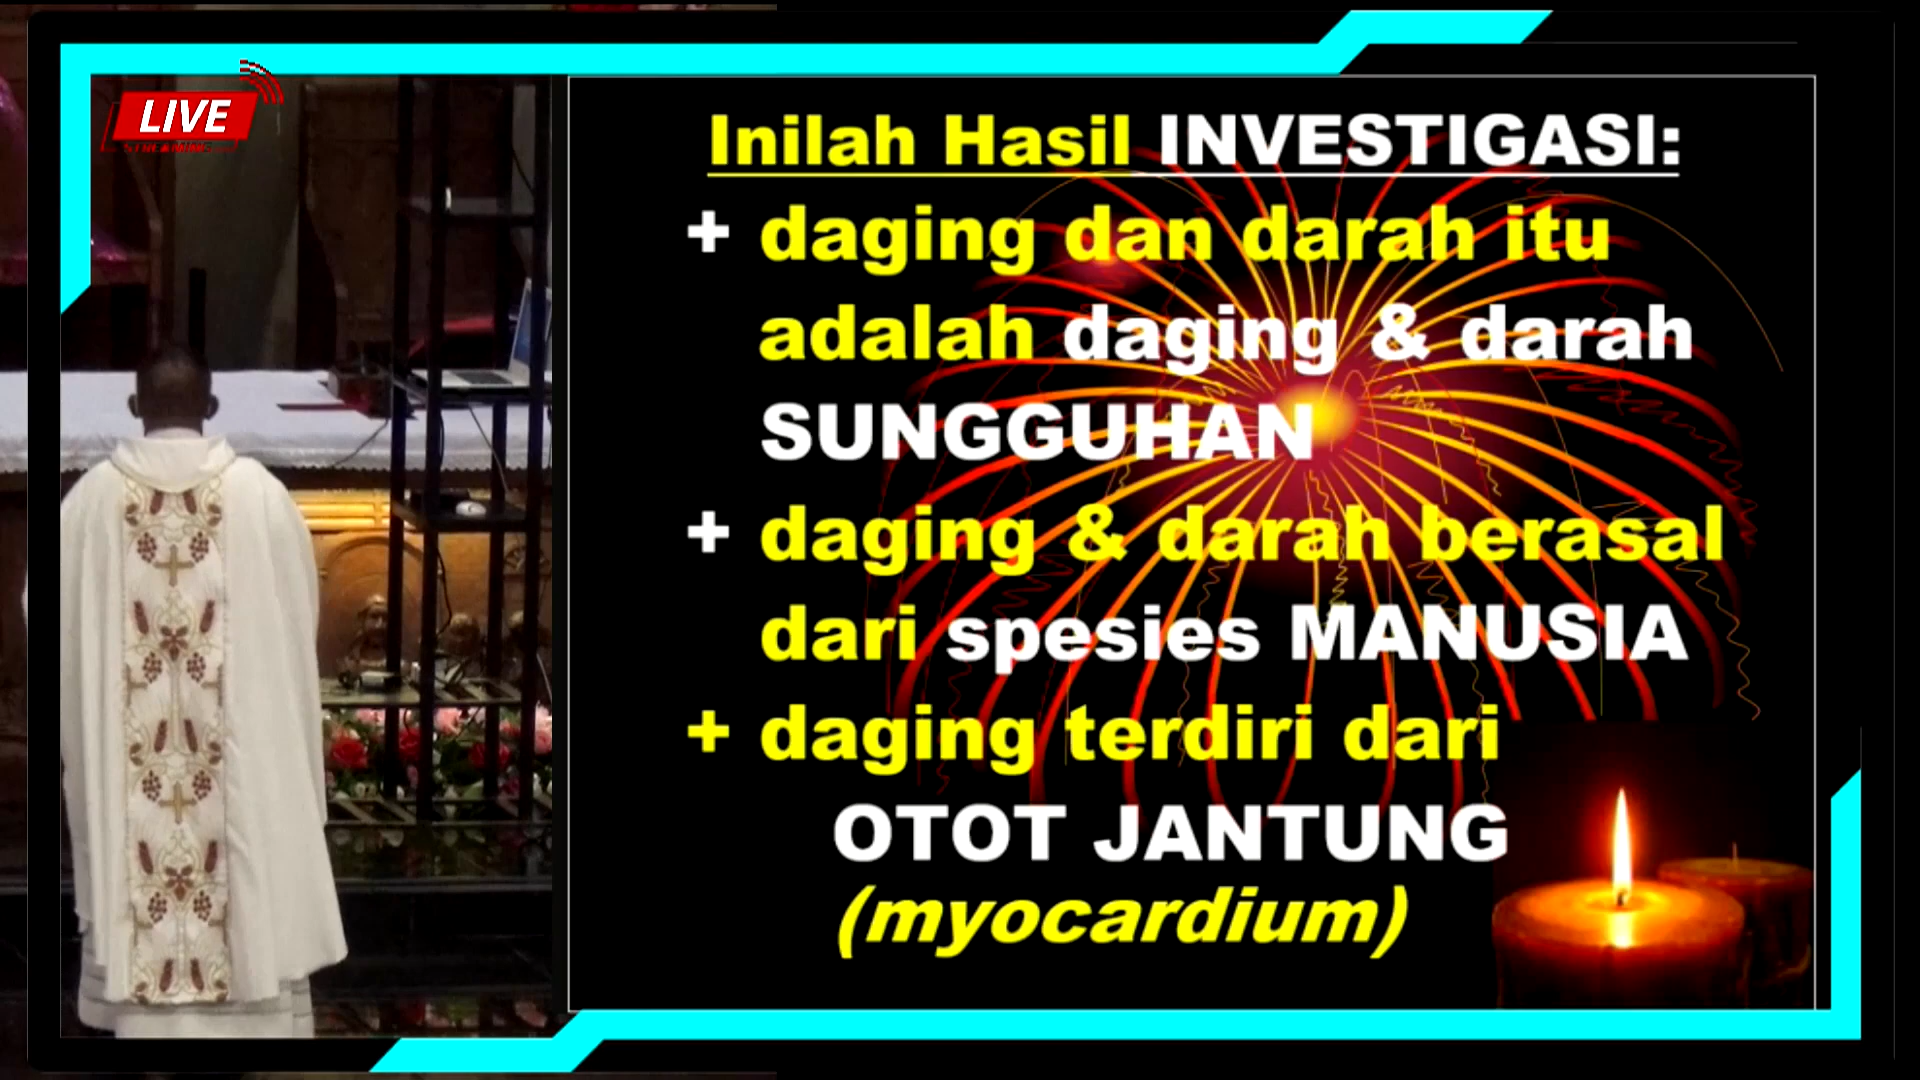 LIVE
STREAMING
Inilah Hasil INVESTIGASI:
+ daging dan darah itu
adalah daging & darah
SUNGGUHAN
+ daging & darah berasal
dari spesies MANUSIA
+ daging terdiri dari
OTOT JANTUNG
(myocardium)